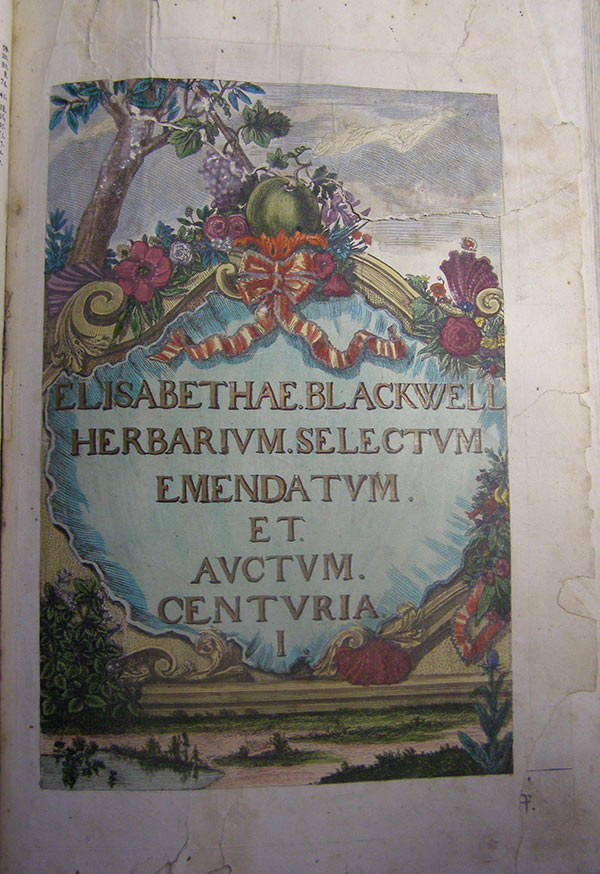 ELISABETHAE.BLACKWELL
HERBARIVM.SELECTVM.
EMENDATVM.
ET.
AVCTVM.
CENTVRIA.
I.